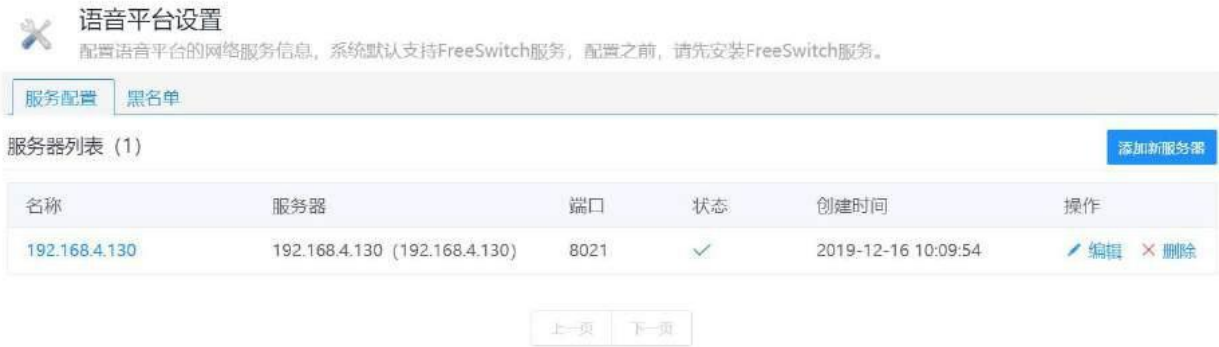 语音平台设置
配置语音平台的网络服务信息，系统默认支持FreeSwitch服务，配置之前，请先安装FreeSwitch服务。
服务配置 黑名单
服务器列表（1） 添加新服务器
名称 服务器 端口 状态 创建时间 操作
192.168.4.130 192.168.4.130（192.168.4.130） 8021 2019-12-16 10:09:54 编辑 删除
上一页 下一页